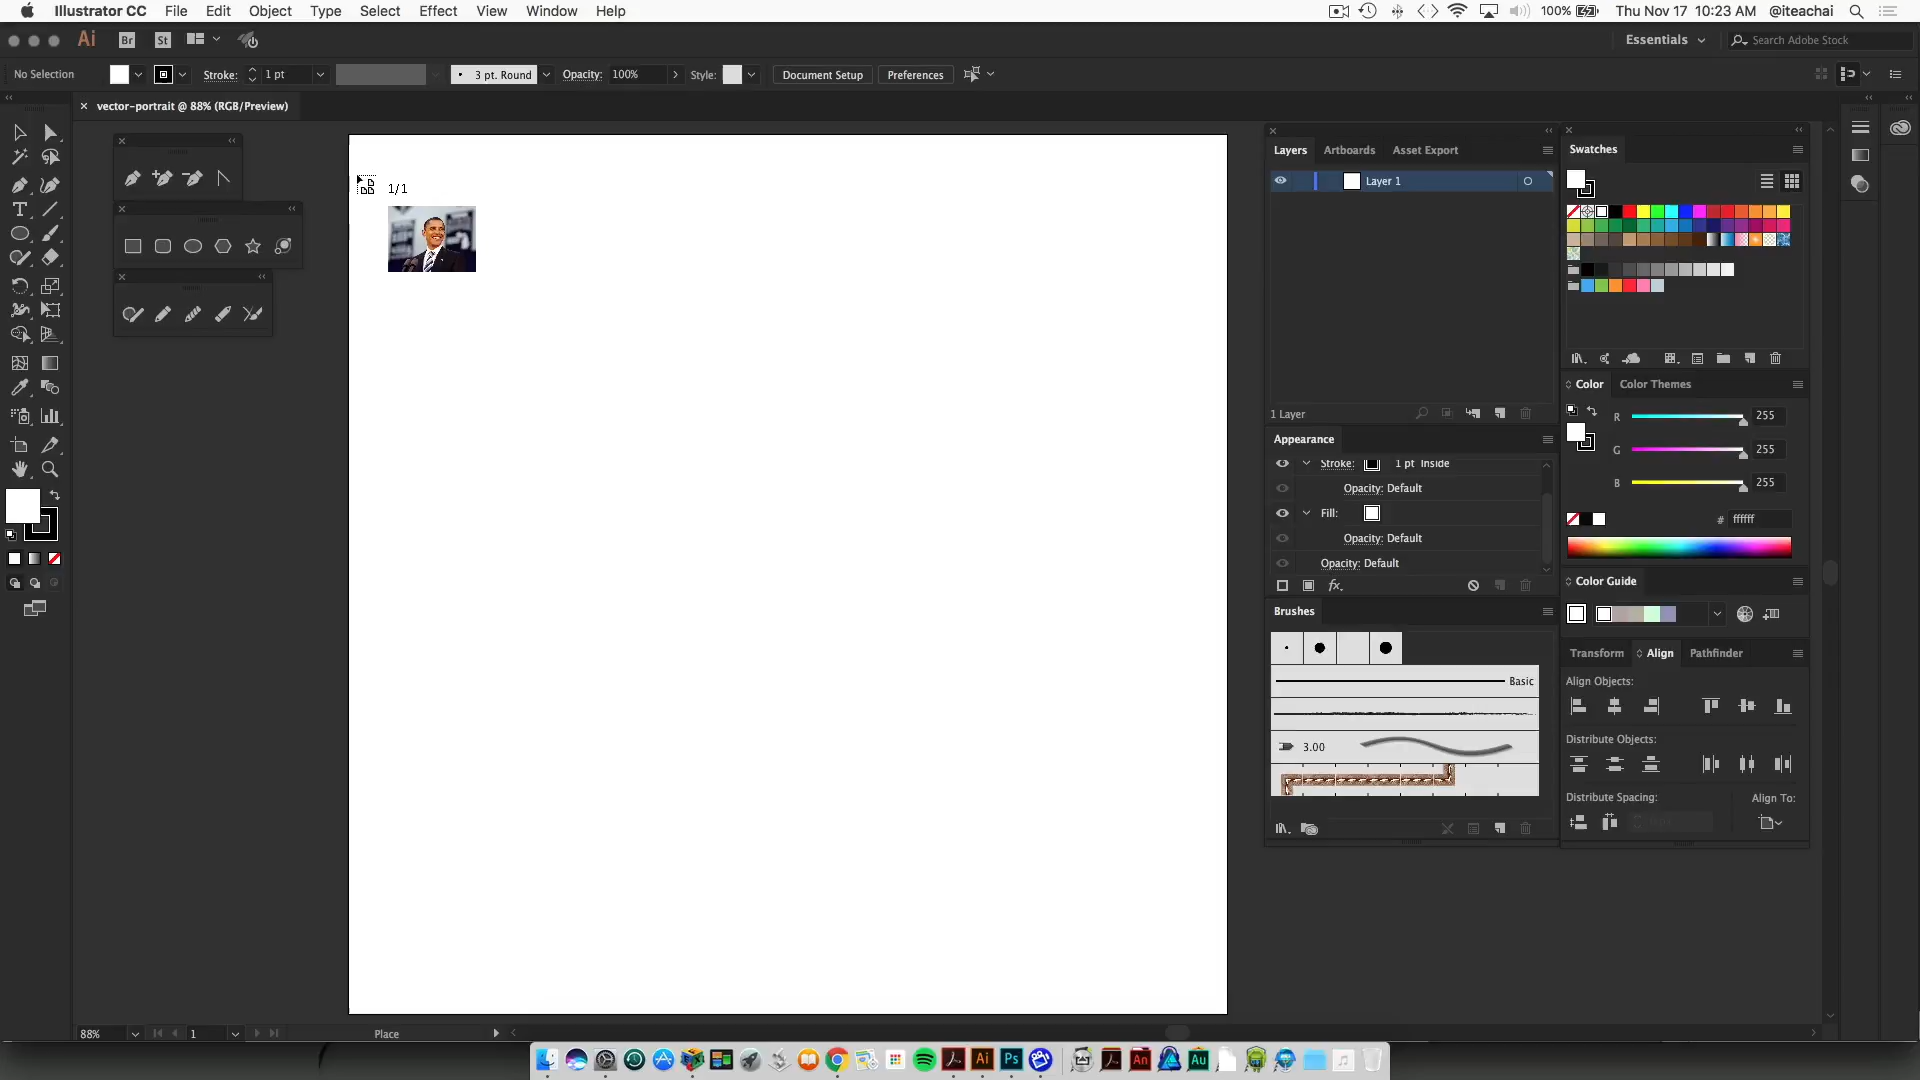 Illustrator CC File Edit Object Type Select Effect View Window Help 100% Thu Nov 17 10:23 AM @iteachai
Ai Br St Essentials Search Adobe Stock
No Selection Stroke: 1 pt 3 pt. Round Opacity: 100% Style: Document Setup Preferences
vector-portrait @ 88% (RGB/Preview)
Layers Artboards Asset Export
Layer 1
1 Layer
Appearance
Stroke: 1 pt Inside
Opacity: Default
Fill:
Opacity: Default
Opacity: Default
fx.
Brushes
Basic
3.00
Swatches
Color Color Themes
R 255
G 255
B 255
# ffffff
Color Guide
Transform Align Pathfinder
Align Objects:
Distribute Objects:
Distribute Spacing: Align To:
1/1
88% 1 Place
Ai Ps An Au